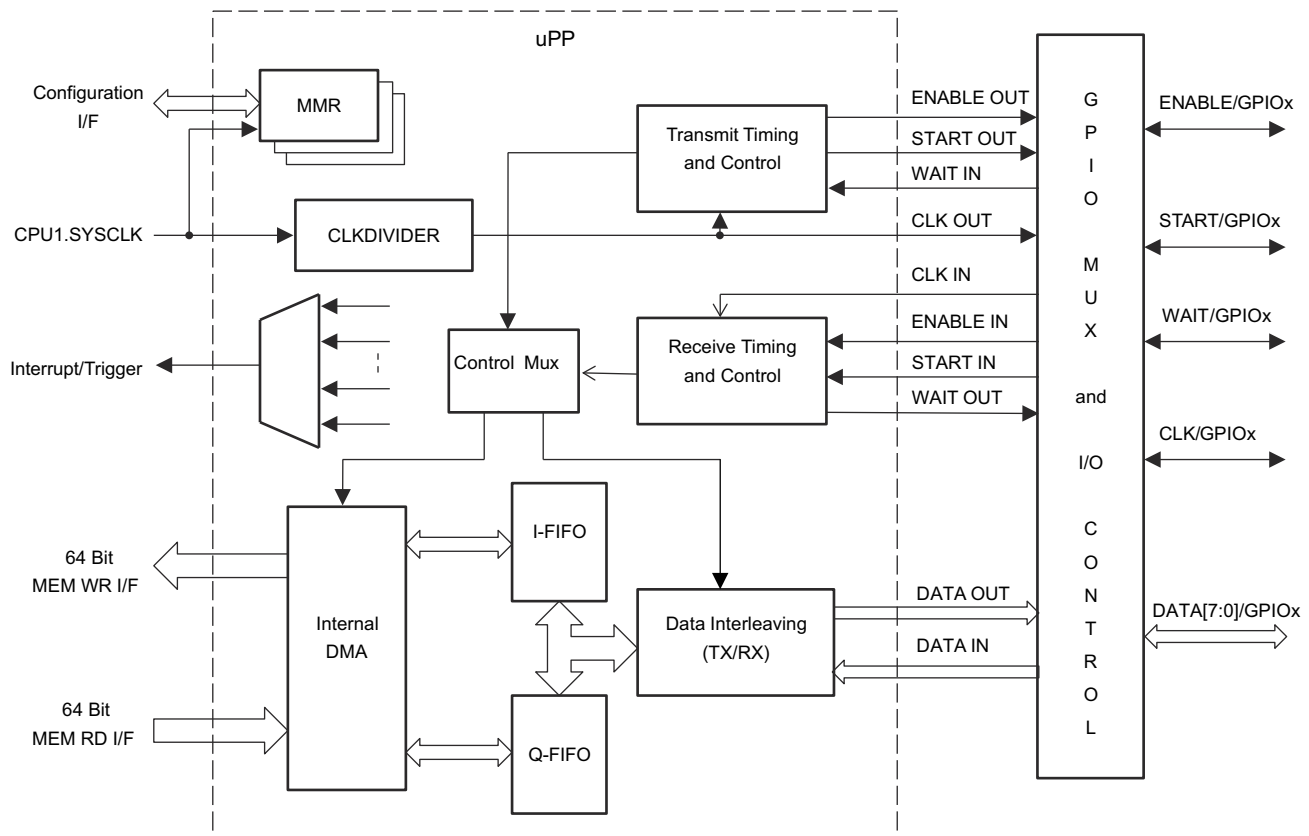 uPP
Configuration
I/F
MMR
CPU1.SYSCLK
CLKDIVIDER
Interrupt/Trigger
Transmit Timing
and Control
Control Mux
Receive Timing
and Control
ENABLE OUT
START OUT
WAIT IN
CLK OUT
CLK IN
ENABLE IN
START IN
WAIT OUT
64 Bit
MEM WR I/F
64 Bit
MEM RD I/F
Internal
DMA
I-FIFO
Q-FIFO
Data Interleaving
(TX/RX)
DATA OUT
DATA IN
GPIO
MUX
and
I/O
CONTROL
ENABLE/GPIOx
START/GPIOx
WAIT/GPIOx
CLK/GPIOx
DATA[7:0]/GPIOx